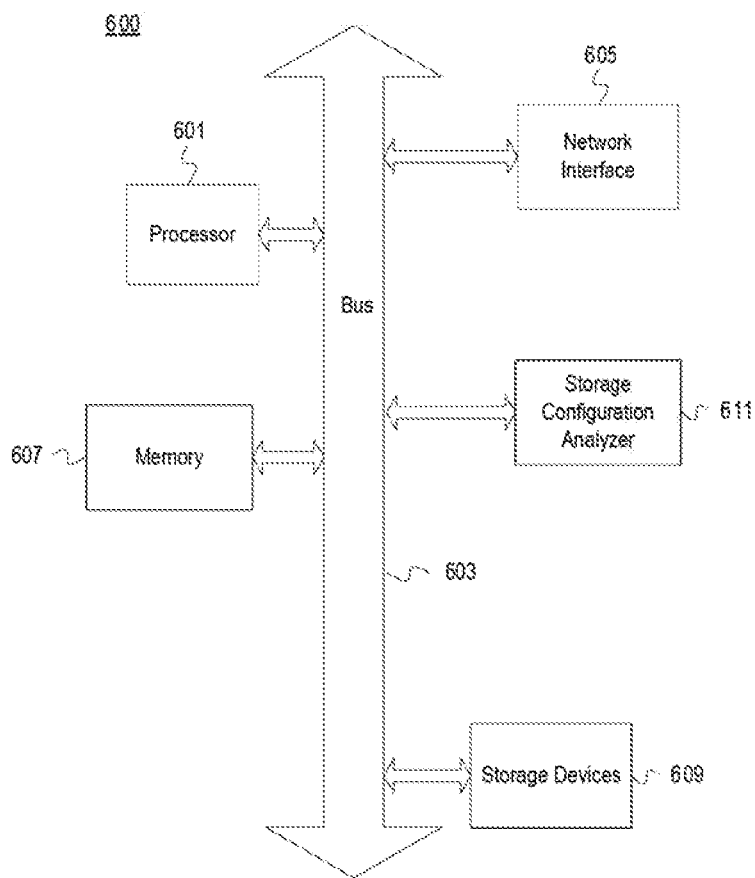 600
605
Network
Interface
601
Processor
Bus
Storage
Configuration
Analyzer
611
607
Memory
603
Storage Devices
609